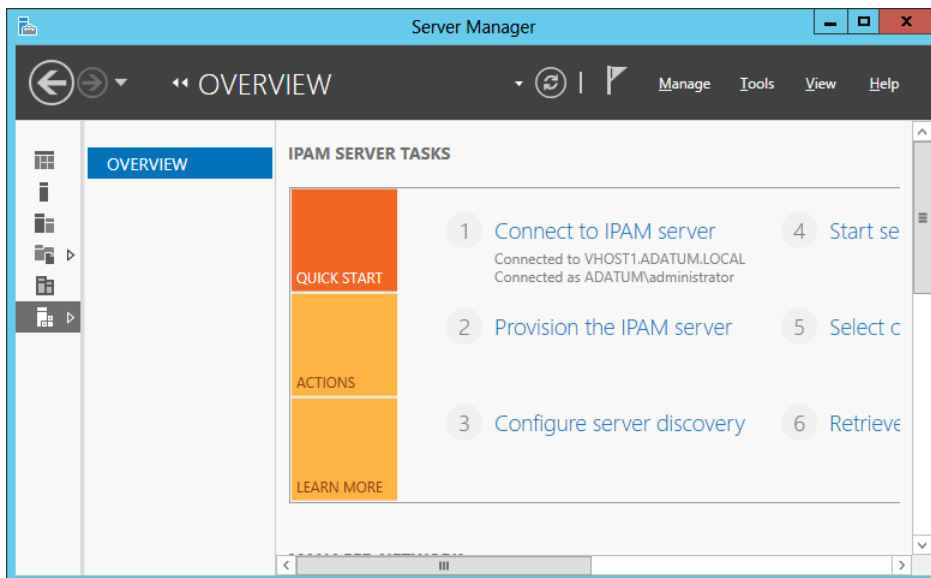 Server Manager
OVERVIEW
Manage Tools View Help
OVERVIEW
IPAM SERVER TASKS
QUICK START
ACTIONS
LEARN MORE
1 Connect to IPAM server
Connected to VHOST1.ADATUM.LOCAL
Connected as ADATUM\administrator
2 Provision the IPAM server
3 Configure server discovery
4 Start se
5 Select c
6 Retrieve